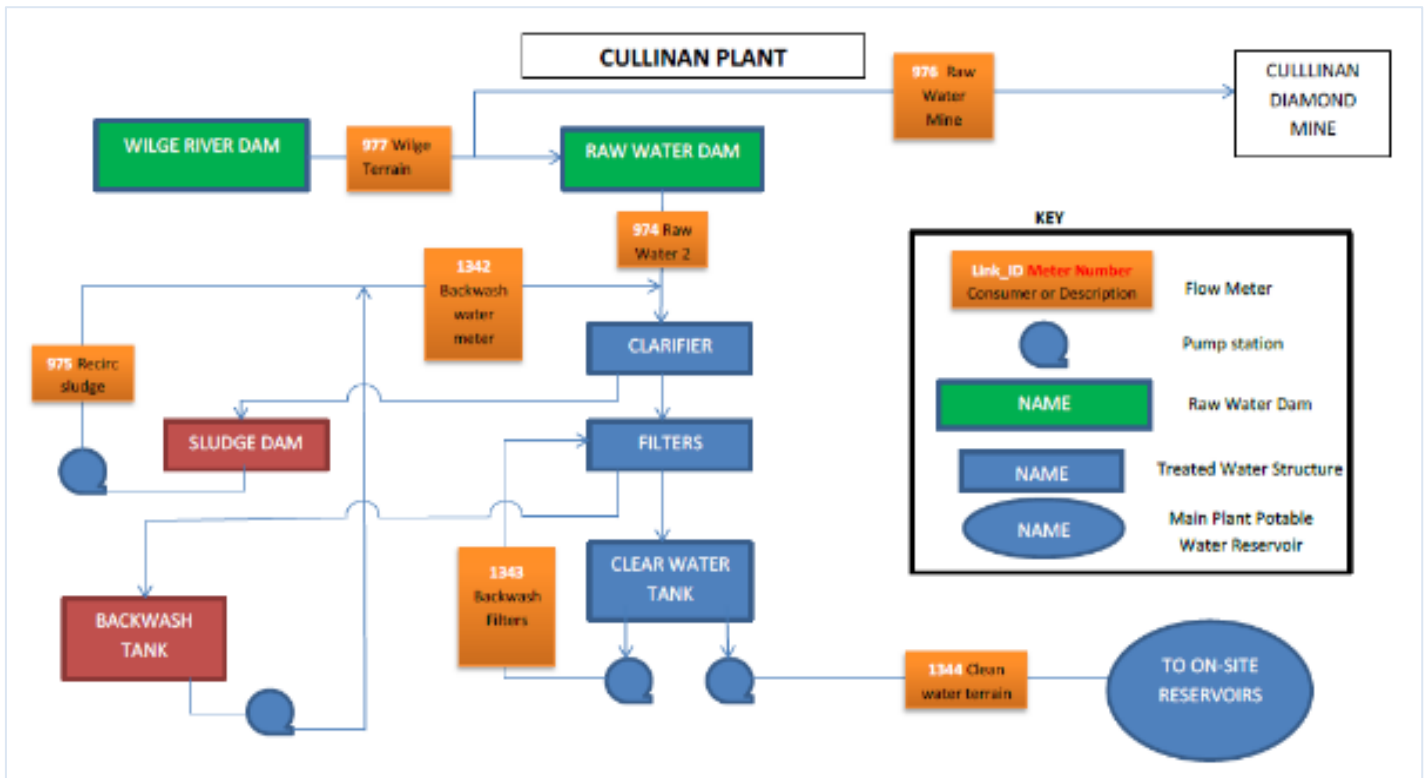 CULLINAN PLANT
976 Raw
Water
Mine
CULLLINAN
DIAMOND
MINE
WILGE RIVER DAM
977 Wilge
Terrain
RAW WATER DAM
974 Raw
Water 2
KEY
Link_ID Meter Number
Consumer or Description
Flow Meter
Pump station
NAME
Raw Water Dam
NAME
Treated Water Structure
NAME
Main Plant Potable
Water Reservoir
1342
Backwash
water
meter
975 Recirc
sludge
CLARIFIER
SLUDGE DAM
FILTERS
1343
Backwash
Filters
CLEAR WATER
TANK
BACKWASH
TANK
1344 Clean
water terrain
TO ON-SITE
RESERVOIRS